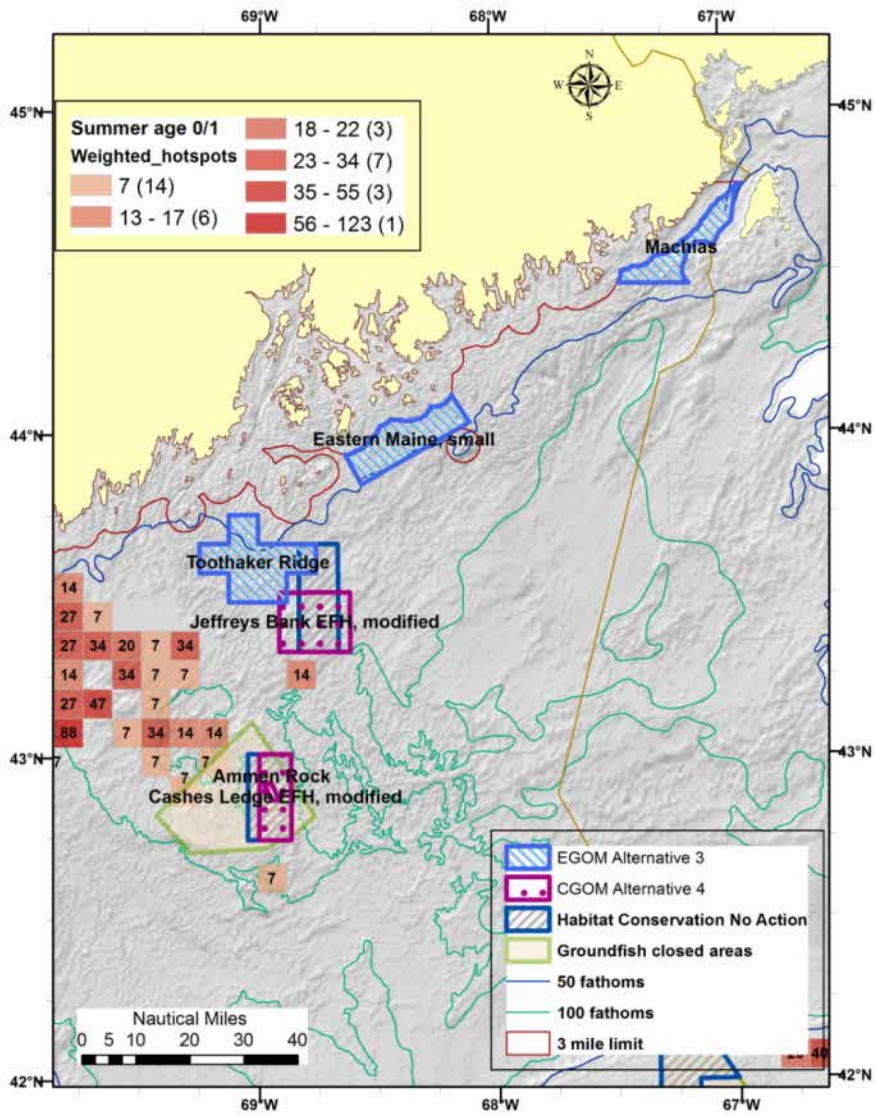 69°W 68°W 67°W
45°N 45°N
N
W E
S
Summer age 0/1
Weighted_hotspots
7 (14)
13 - 17 (6)
18 - 22 (3)
23 - 34 (7)
35 - 55 (3)
56 - 123 (1)
Machias
44°N 44°N
Eastern Maine, small
Toothaker Ridge
14
Jeffreys Bank EFH, modified
27 7
27 34 20 7 34
14 34 7 7 14
27 47 7
88 7 34 14 14
43°N 43°N
7 7 7
7
Ammen Rock
Cashes Ledge EFH, modified
7
EGOM Alternative 3
CGOM Alternative 4
Habitat Conservation No Action
Groundfish closed areas
50 fathoms
100 fathoms
3 mile limit
Nautical Miles
0 5 10 20 30 40
40
42°N 42°N
69°W 68°W 67°W